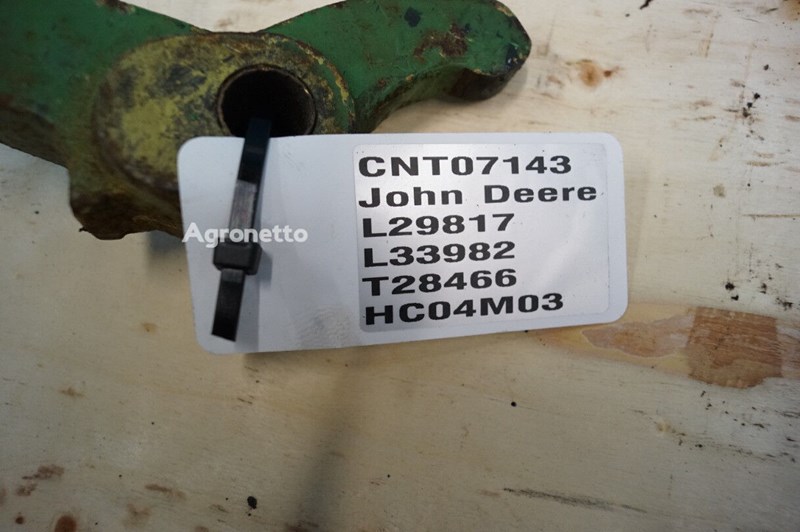 CNT07143
John Deere
L29817
L33982
T28466
HC04M03
Agronetto